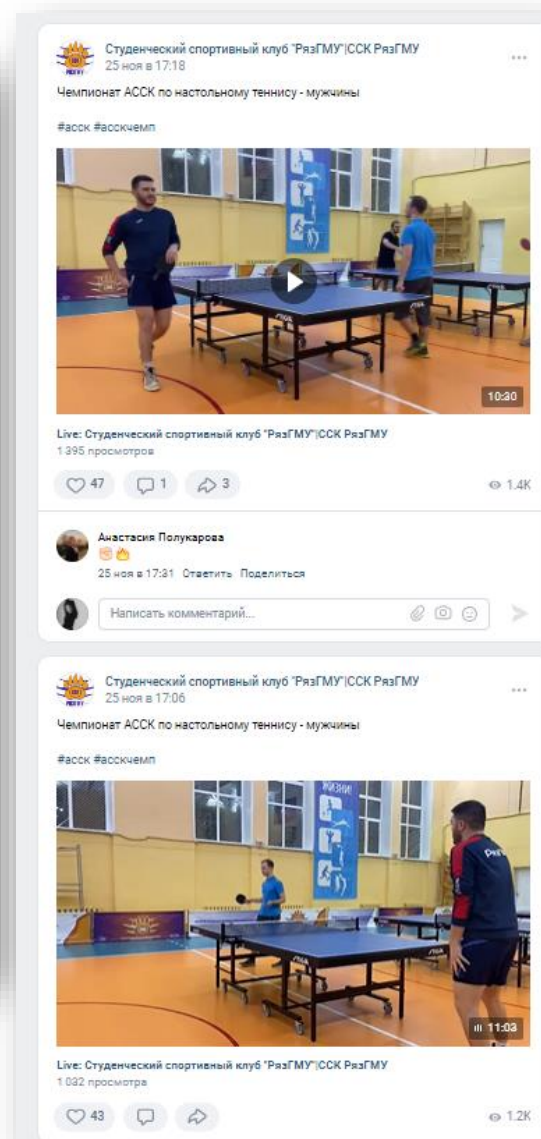 Студенческий спортивный клуб "РязГМУ"|ССК РязГМУ
25 ноя в 17:18
Чемпионат АССК по настольному теннису - мужчины
#асск #асскчемп
10:30
Live: Студенческий спортивный клуб "РязГМУ"|ССК РязГМУ
1 395 просмотров
47 1 3 1.4K
Анастасия Полукарова
25 ноя в 17:31 Ответить Поделиться
Написать комментарий...
Студенческий спортивный клуб "РязГМУ"|ССК РязГМУ
25 ноя в 17:06
Чемпионат АССК по настольному теннису - мужчины
#асск #асскчемп
11:03
Live: Студенческий спортивный клуб "РязГМУ"|ССК РязГМУ
1 032 просмотра
43 1.2K